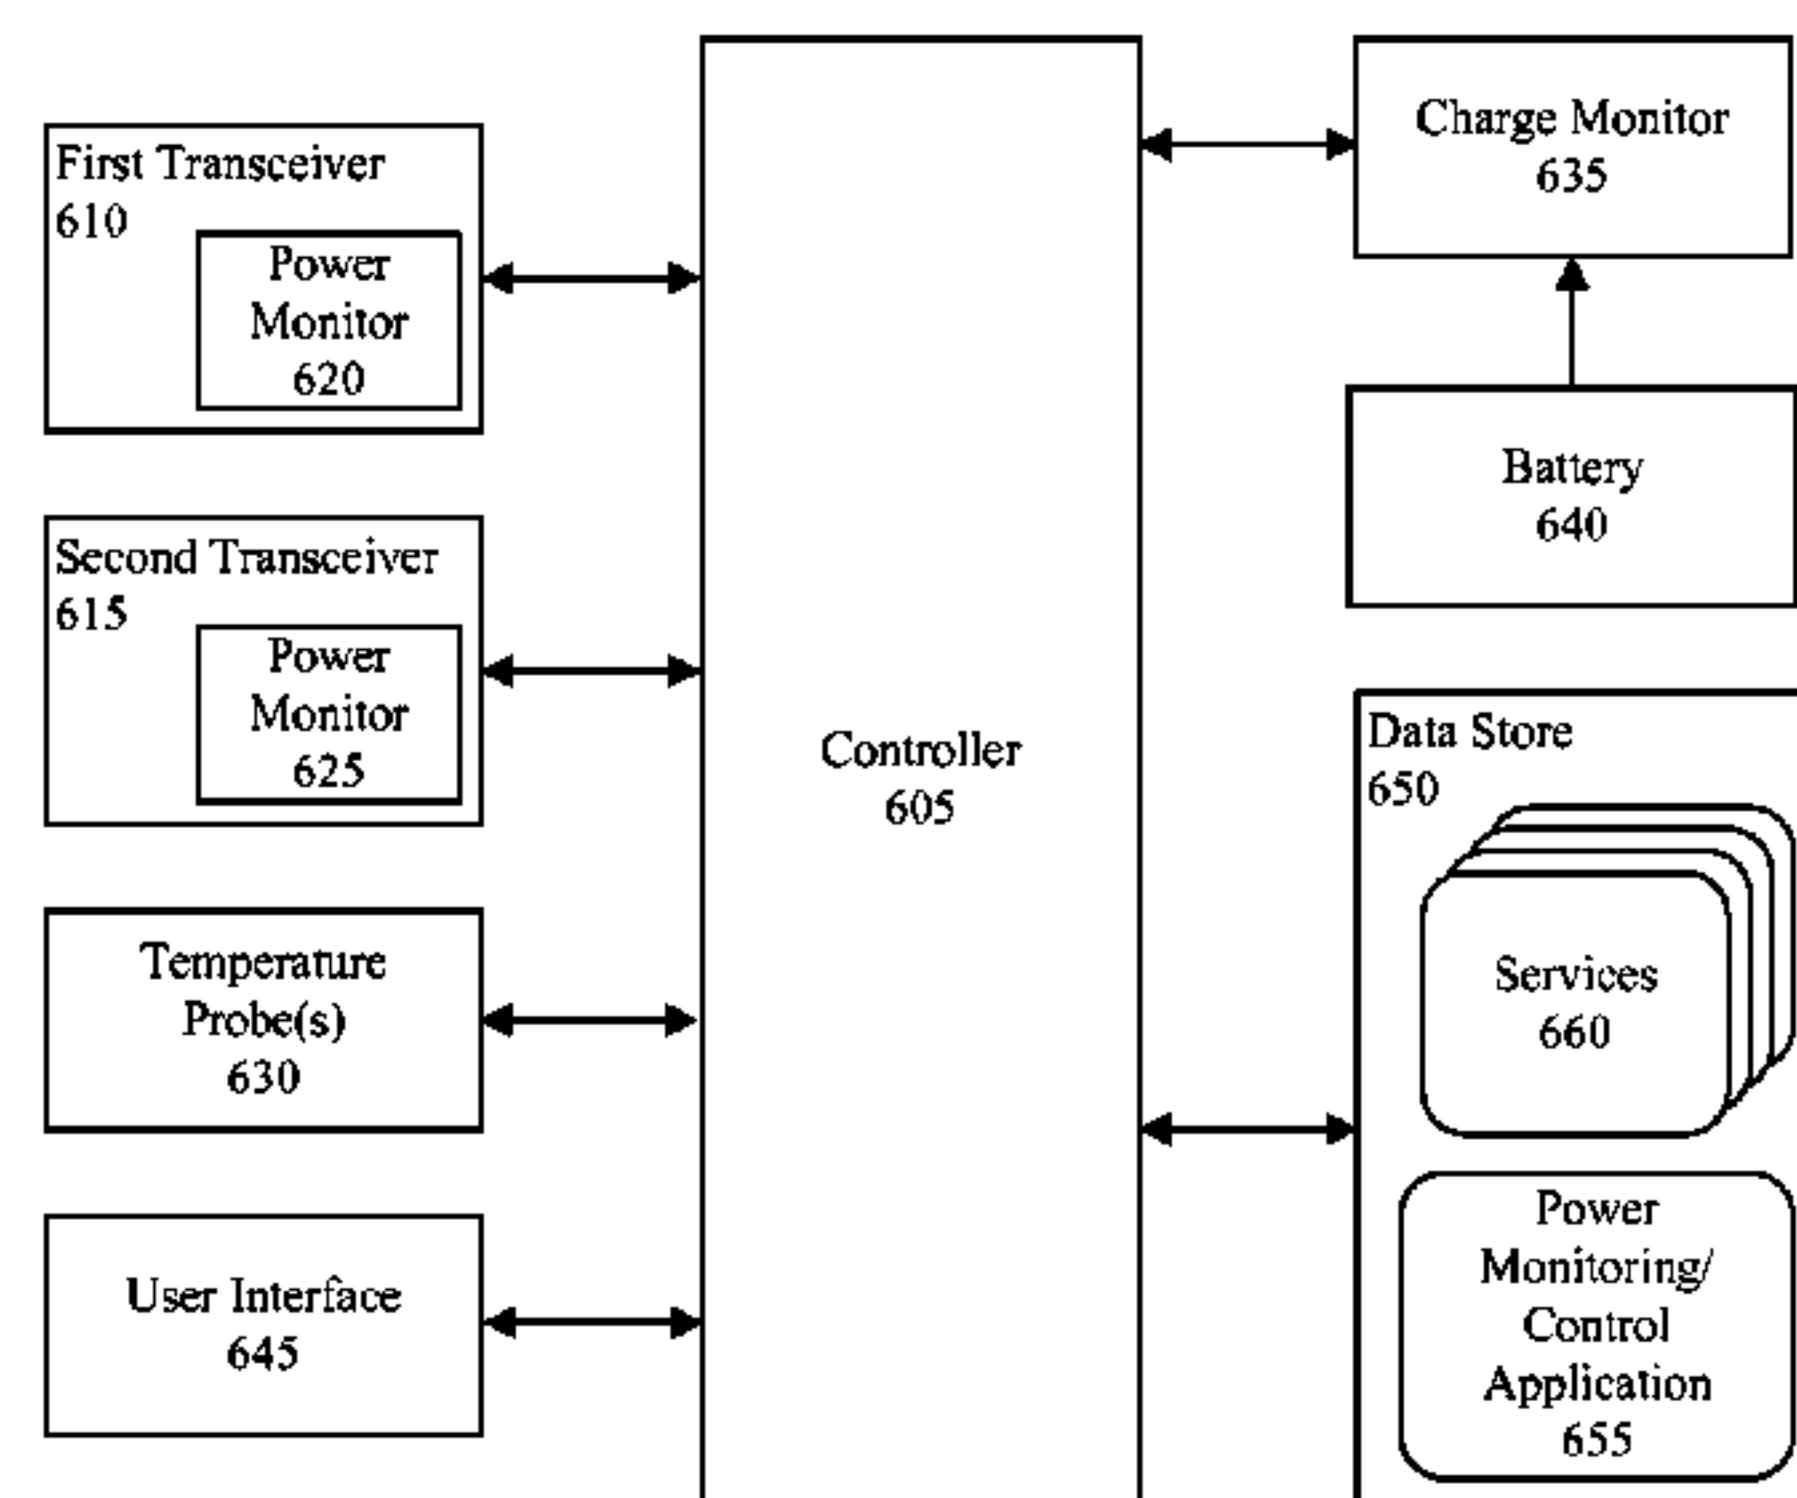 First Transceiver
610
Power
Monitor
620
Second Transceiver
615
Power
Monitor
625
Temperature
Probe(s)
630
User Interface
645
Controller
605
Charge Monitor
635
Battery
640
Data Store
650
Services
660
Power
Monitoring/
Control
Application
655